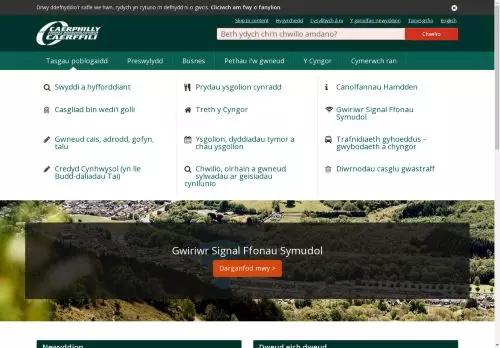 Drwy ddefnyddio'r safle we hwn, rydych yn cytuno i'n defnydd ni o gwcis. Cliciwch am fwy o fanylion.
Skip to content Hygyrchedd Cysylltwch â ni Y ganolfan newyddion Talysgrifio English
CAERPHILLY
CAERFFILI
Beth ydych chi'n chwilio amdano?
Chwilio
Tasgau poblogaidd Preswylydd Busnes Pethau i'w gwneud Y Cyngor Cymerwch ran
Swyddi a hyfforddiant
Prydau ysgolion cynradd
Canolfannau Hamdden
Casgliad bin wedi'i golli
Treth y Cyngor
Gwiriwr Signal Ffonau
Symudol
Gwneud cais, adrodd, gofyn,
talu
Ysgolion, dyddiadau tymor a
chau ysgolion
Trafnidiaeth gyhoeddus –
gwybodaeth a chyngor
Credyd Cynhwysol (yn lle
Budd-daliadau Tai)
Chwilio, olrhain a gwneud
sylwadau ar geisiadau
cynllunio
Diwrnodau casglu gwastraff
Gwiriwr Signal Ffonau Symudol
Darganfod mwy >
Newyddion
Dweud eich dweud